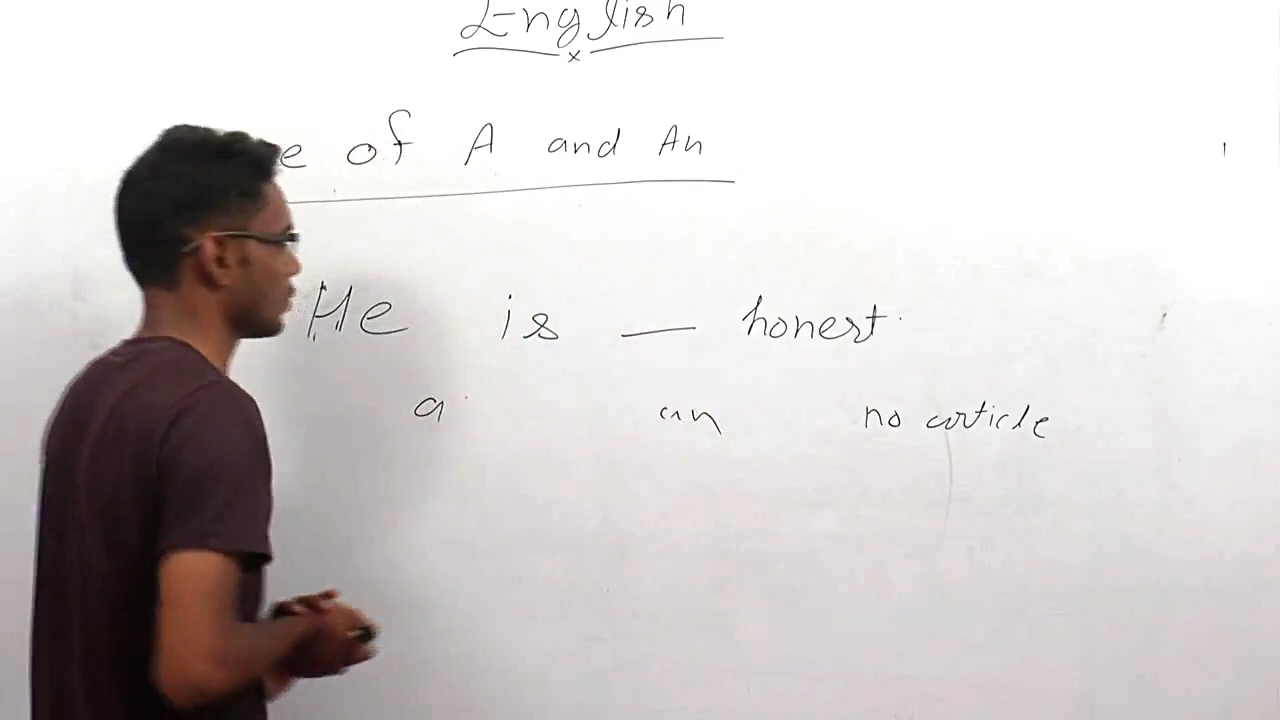 English
e of A and An
He is — honest.
a an no article